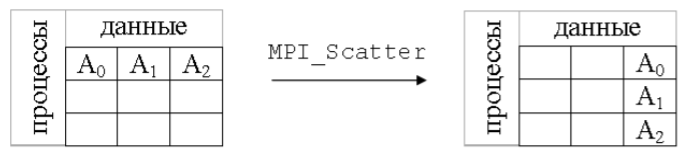 данные
процессы
A₀ A₁ A₂
MPI_Scatter
данные
процессы
A₀
A₁
A₂